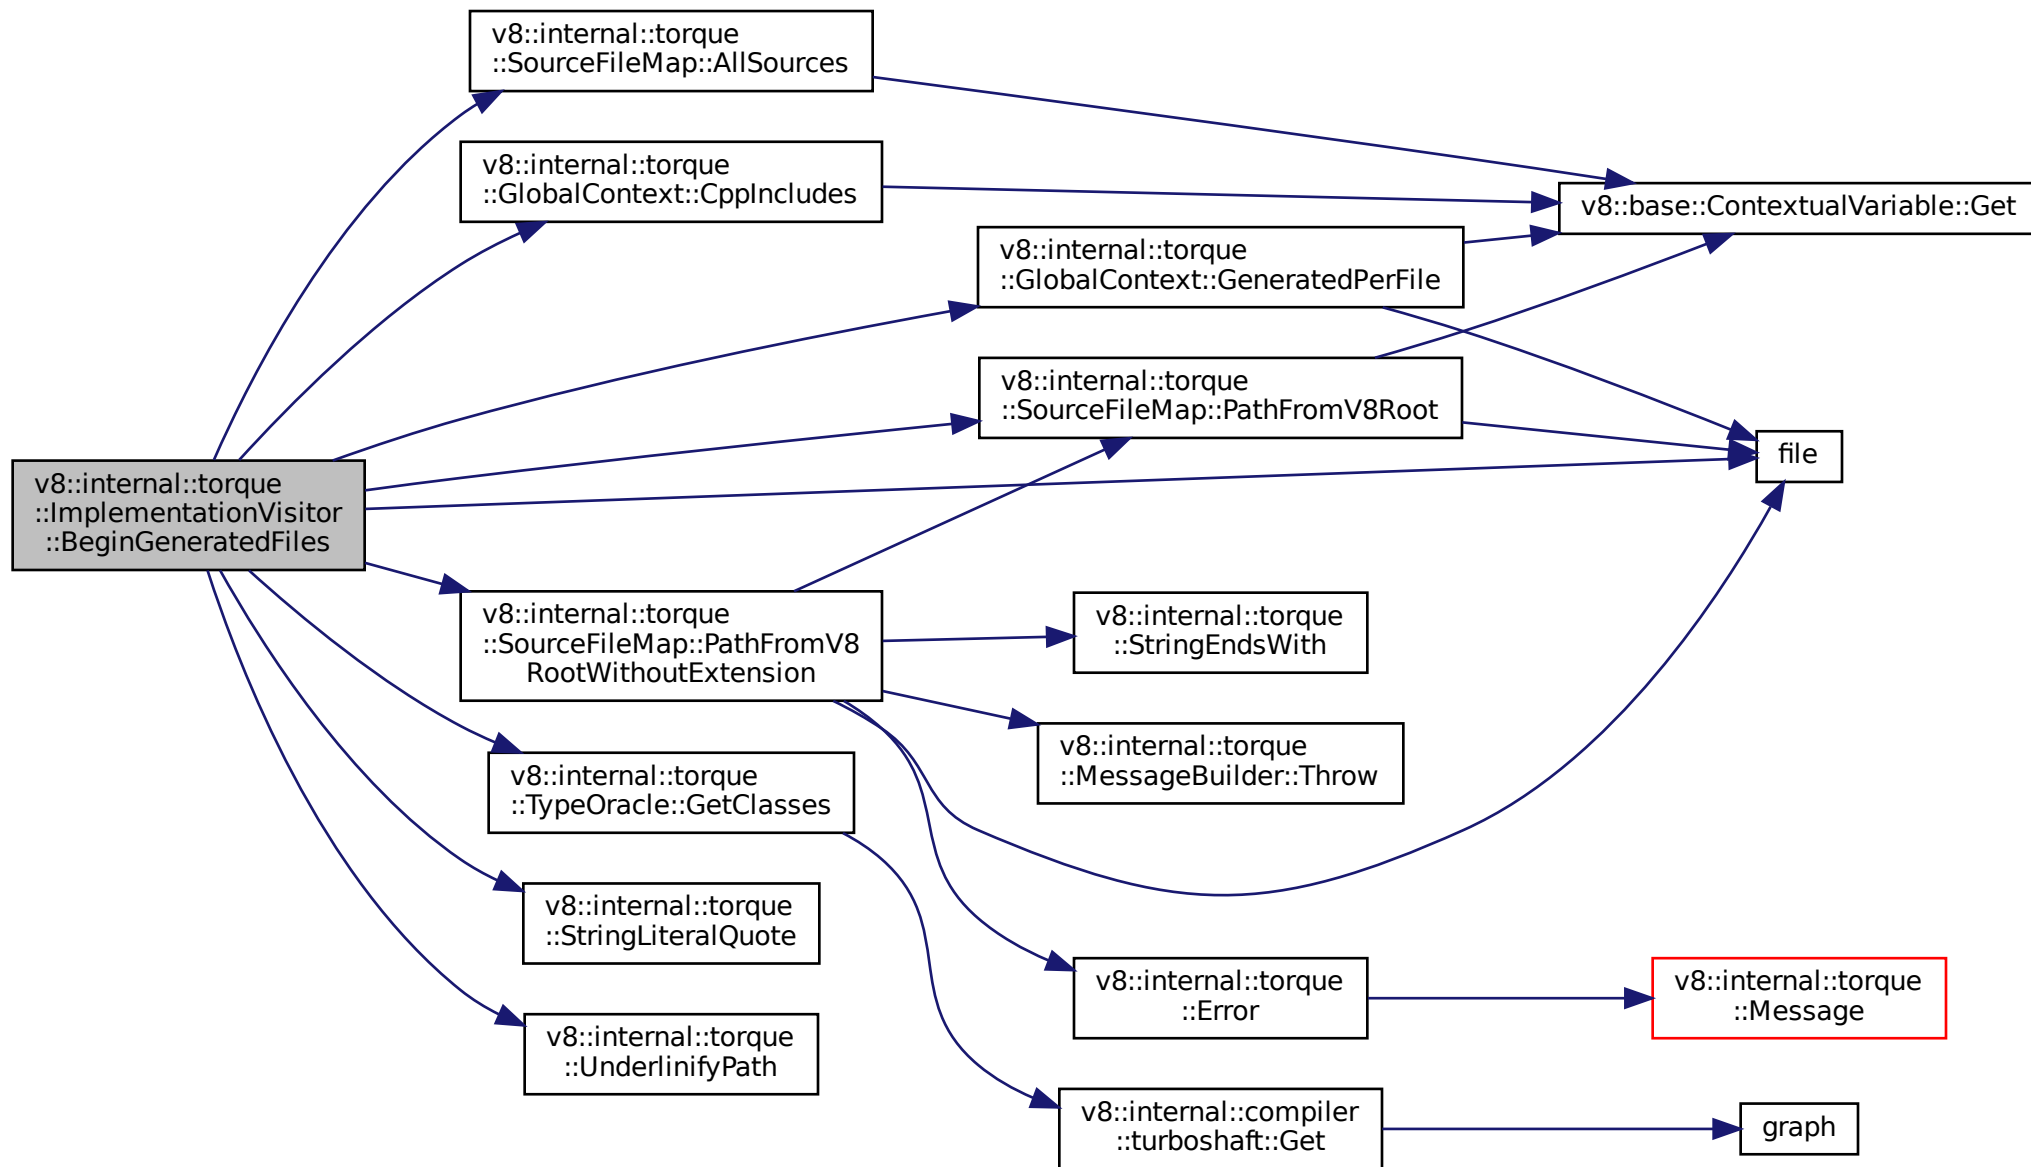 v8::internal::torque
::SourceFileMap::AllSources
v8::internal::torque
::GlobalContext::CppIncludes
v8::base::ContextualVariable::Get
v8::internal::torque
::GlobalContext::GeneratedPerFile
v8::internal::torque
::SourceFileMap::PathFromV8Root
file
v8::internal::torque
::ImplementationVisitor
::BeginGeneratedFiles
v8::internal::torque
::SourceFileMap::PathFromV8
RootWithoutExtension
v8::internal::torque
::StringEndsWith
v8::internal::torque
::MessageBuilder::Throw
v8::internal::torque
::TypeOracle::GetClasses
v8::internal::torque
::StringLiteralQuote
v8::internal::torque
::Error
v8::internal::torque
::Message
v8::internal::torque
::UnderlinifyPath
v8::internal::compiler
::turboshaft::Get
graph